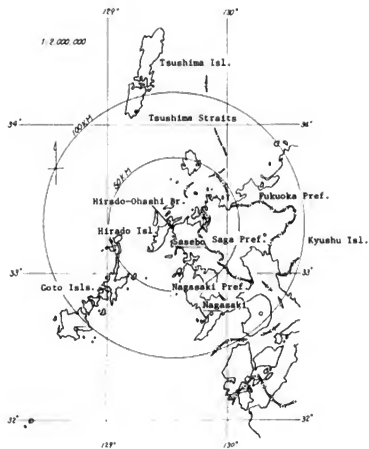 129°
130°
1:2,000,000
Tsushima Isl.
34°
34°
100KM
Tsushima Straits
50KM
Fukuoka Pref.
Hirado-Ohashi Br.
Hirado Isl.
Saga Pref.
Kyushu Isl.
Sasebo
33°
33°
Goto Isls.
Nagasaki Pref.
Nagasaki
32°
32°
129°
130°